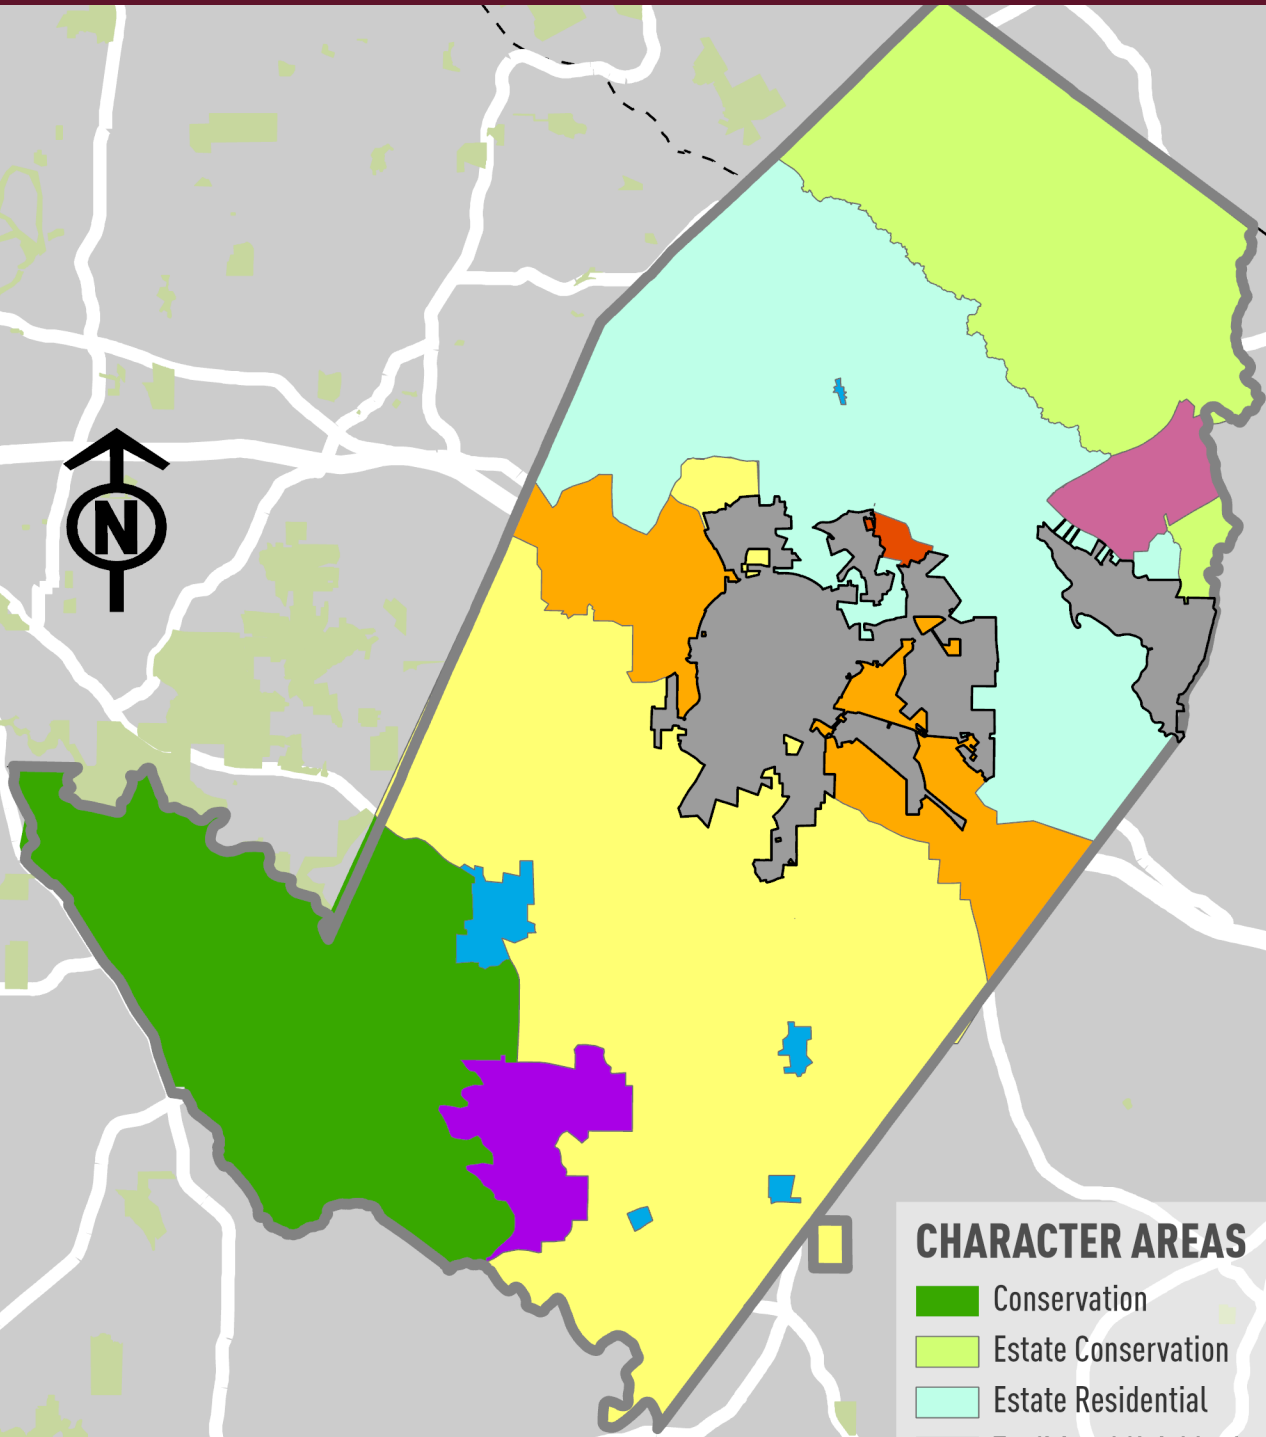 N
CHARACTER AREAS
Conservation
Estate Conservation
Estate Residential